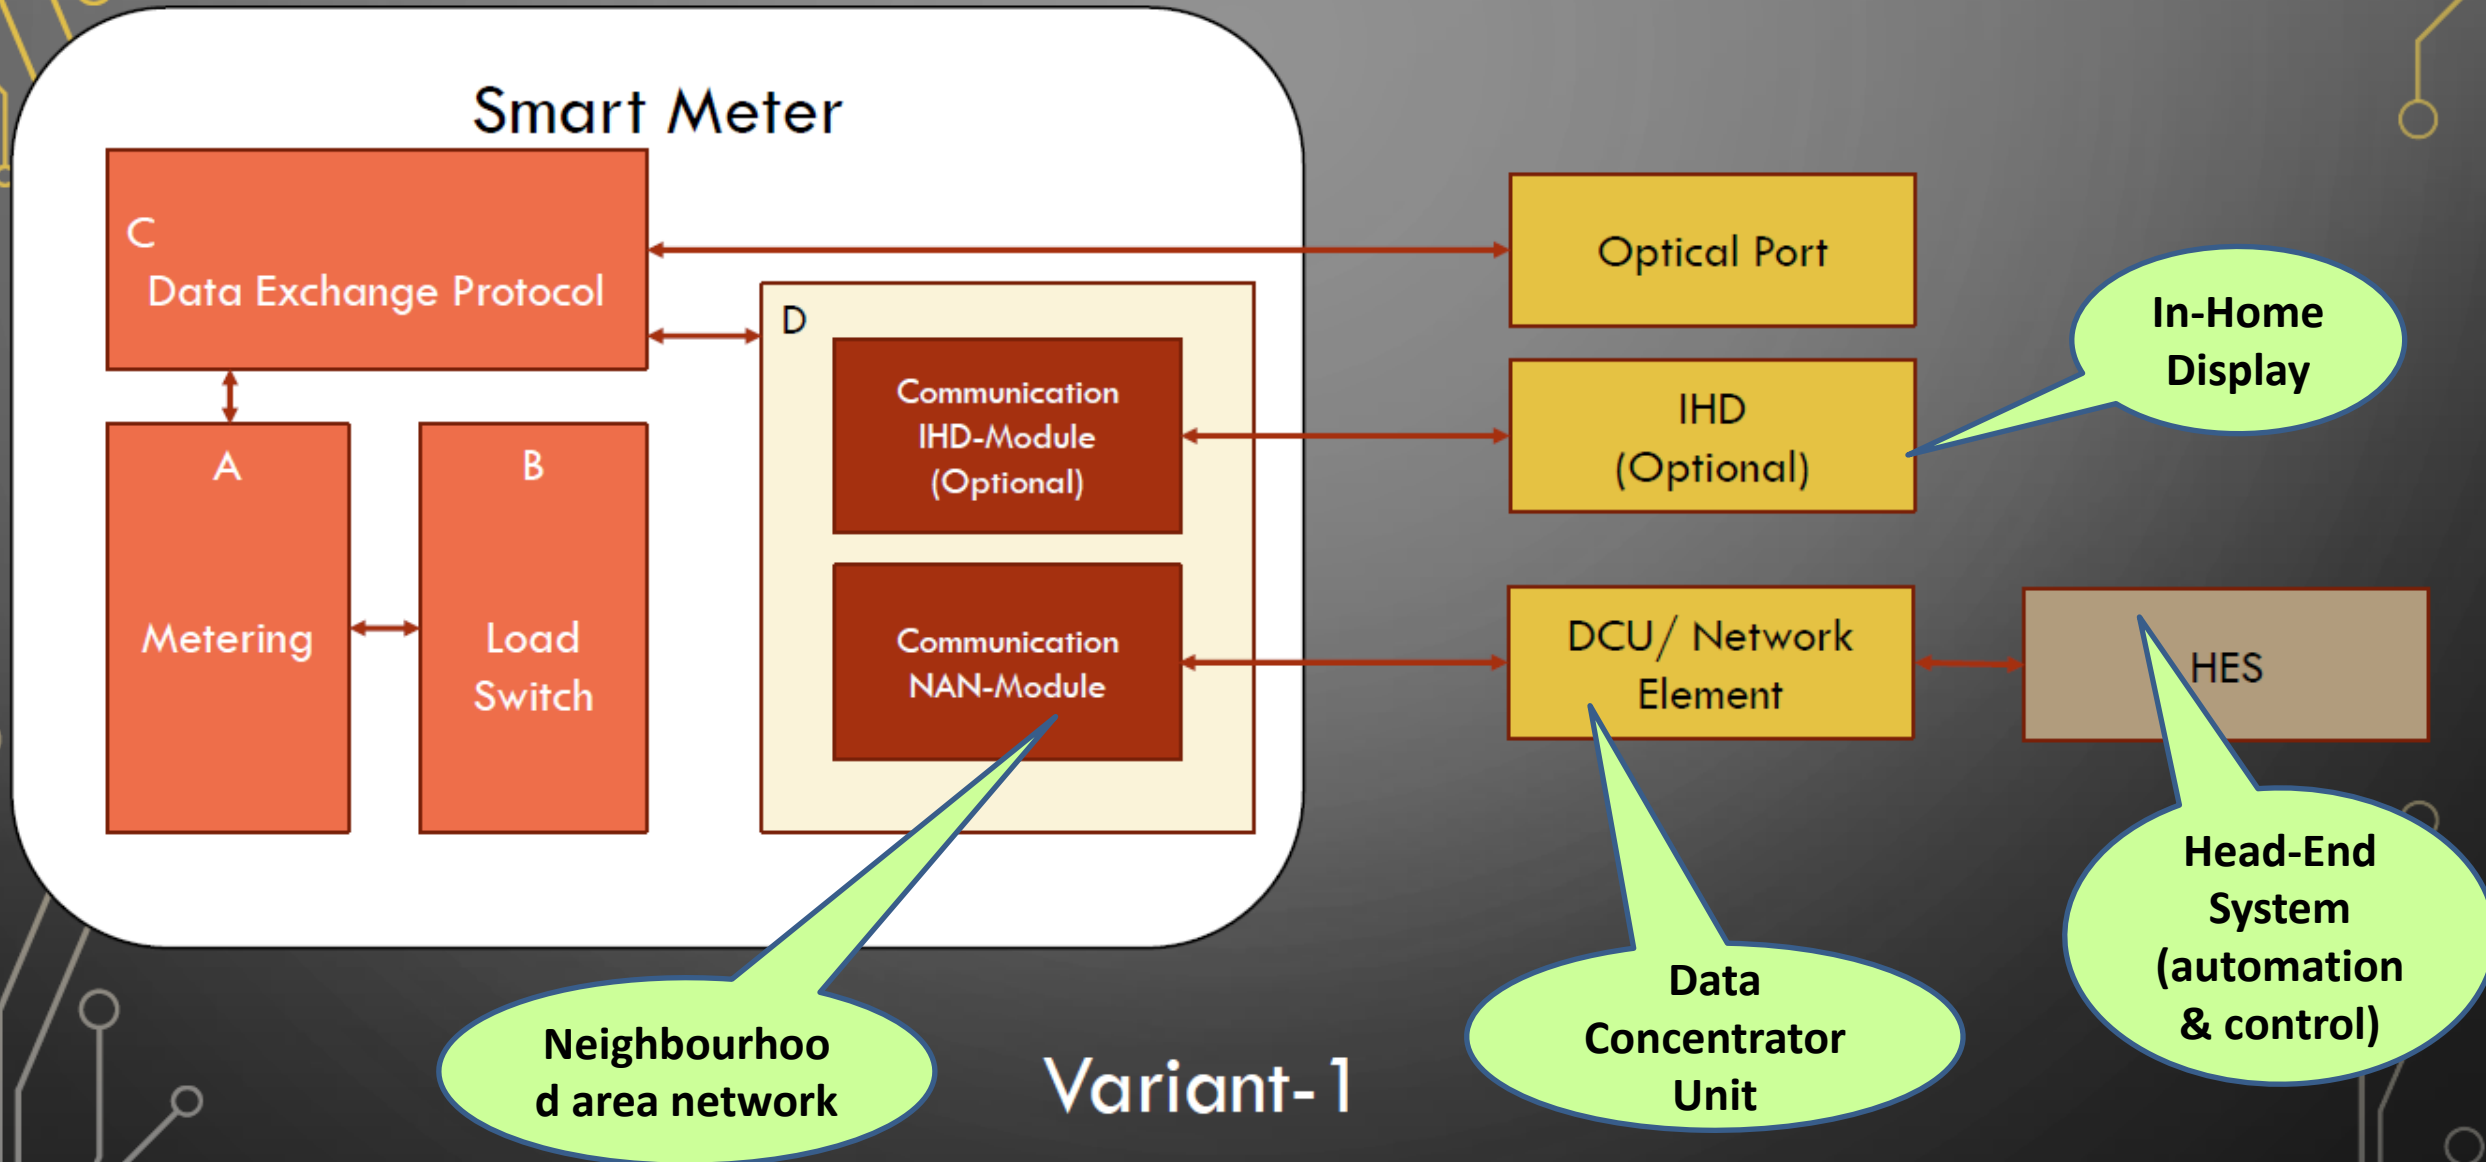 Smart Meter
C
Data Exchange Protocol
A
Metering
B
Load
Switch
D
Communication
IHD-Module
(Optional)
Communication
NAN-Module
Optical Port
IHD
(Optional)
DCU/ Network
Element
HES
In-Home
Display
Neighbourhoo
d area network
Data
Concentrator
Unit
Head-End
System
(automation
& control)
Variant-1